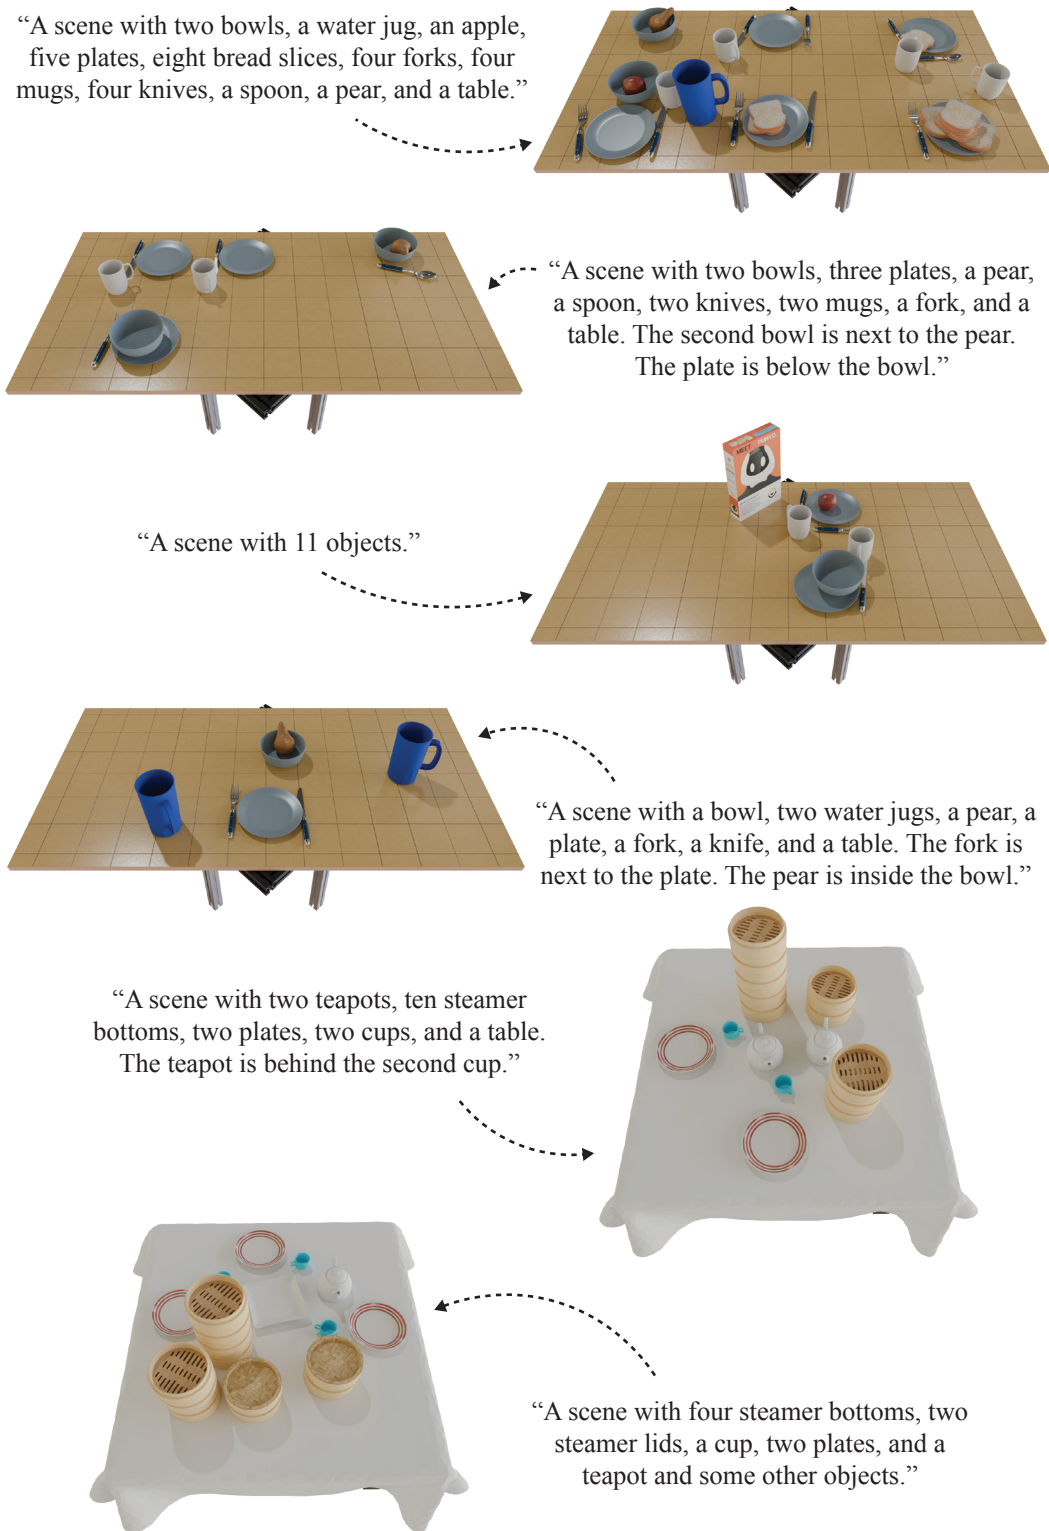 “A scene with two bowls, a water jug, an apple,
five plates, eight bread slices, four forks, four
mugs, four knives, a spoon, a pear, and a table.”
“A scene with two bowls, three plates, a pear,
a spoon, two knives, two mugs, a fork, and a
table. The second bowl is next to the pear.
The plate is below the bowl.”
MEET
“A scene with 11 objects.”
“A scene with a bowl, two water jugs, a pear, a
plate, a fork, a knife, and a table. The fork is
next to the plate. The pear is inside the bowl.”
“A scene with two teapots, ten steamer
bottoms, two plates, two cups, and a table.
The teapot is behind the second cup.”
“A scene with four steamer bottoms, two
steamer lids, a cup, two plates, and a
teapot and some other objects.”